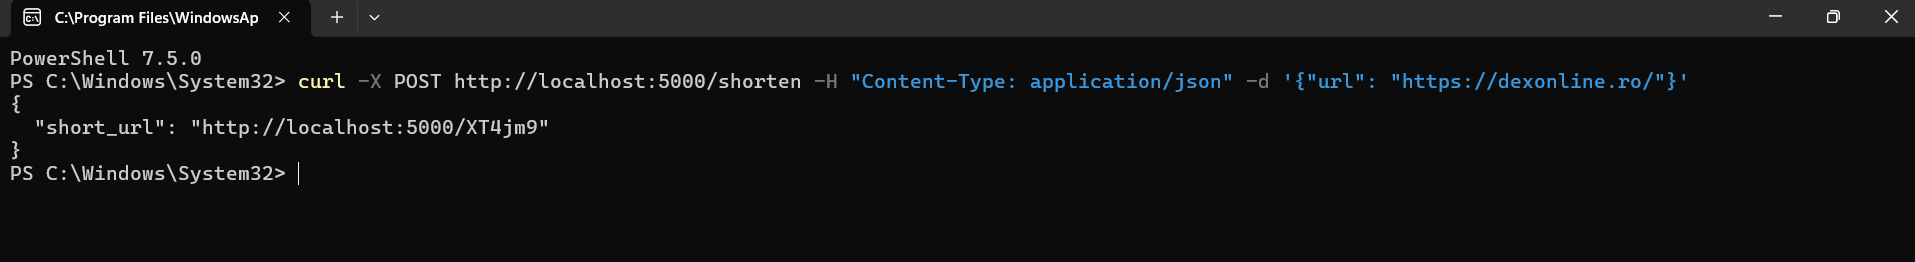 C:\Program Files\WindowsAp
PowerShell 7.5.0
PS C:\Windows\System32> curl -X POST http://localhost:5000/shorten -H "Content-Type: application/json" -d '{"url": "https://dexonline.ro/"}'
{
  "short_url": "http://localhost:5000/XT4jm9"
}
PS C:\Windows\System32>